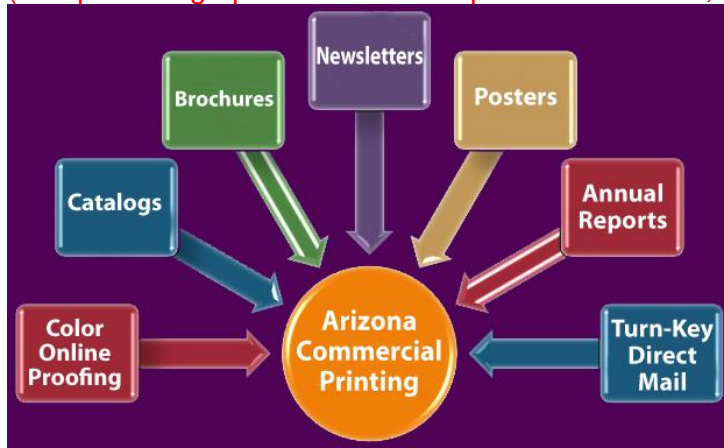 Newsletters
Brochures
Posters
Catalogs
Annual
Reports
Color
Online
Proofing
Arizona
Commercial
Printing
Turn-Key
Direct
Mail